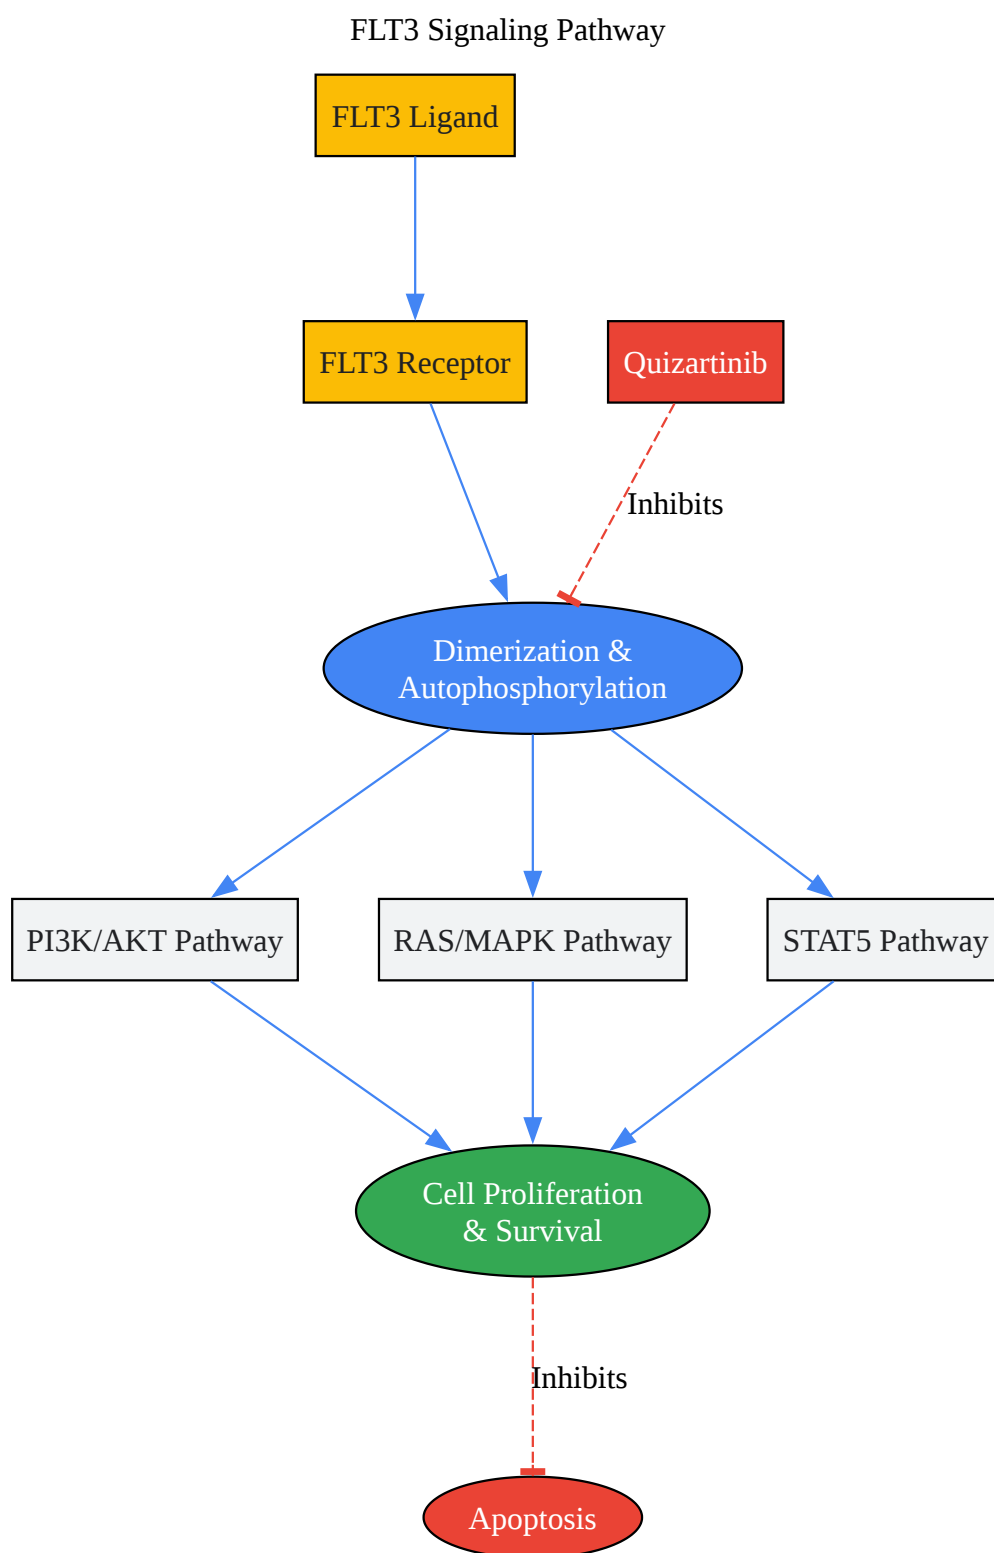 FLT3 Signaling Pathway
FLT3 Ligand
FLT3 Receptor
Quizartinib
Inhibits
Dimerization &
Autophosphorylation
PI3K/AKT Pathway
RAS/MAPK Pathway
STAT5 Pathway
Cell Proliferation
& Survival
Inhibits
Apoptosis